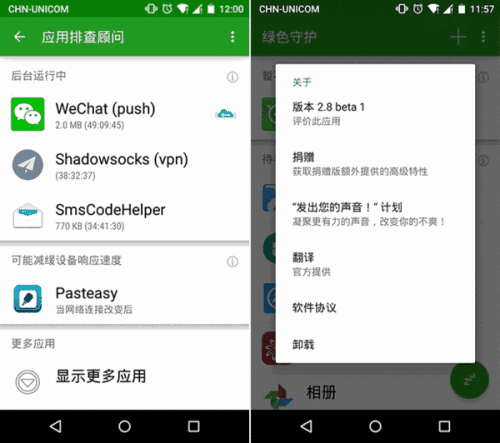 CHN-UNICOM
12:00
应用排查顾问
后台运行中
WeChat (push)
2.0 MB (49:09:45)
Shadowsocks (vpn)
(38:32:37)
SmsCodeHelper
770 KB (34:41:30)
可能减缓设备响应速度
Pasteasy
当网络连接改变后
更多应用
显示更多应用
CHN-UNICOM
11:57
绿色守护
关于
版本 2.8 beta 1
评价此应用
捐赠
获取捐赠版额外提供的高级特性
“发出您的声音！” 计划
凝聚更有力的声音，改变你的不爽！
翻译
官方提供
软件协议
卸载
相册